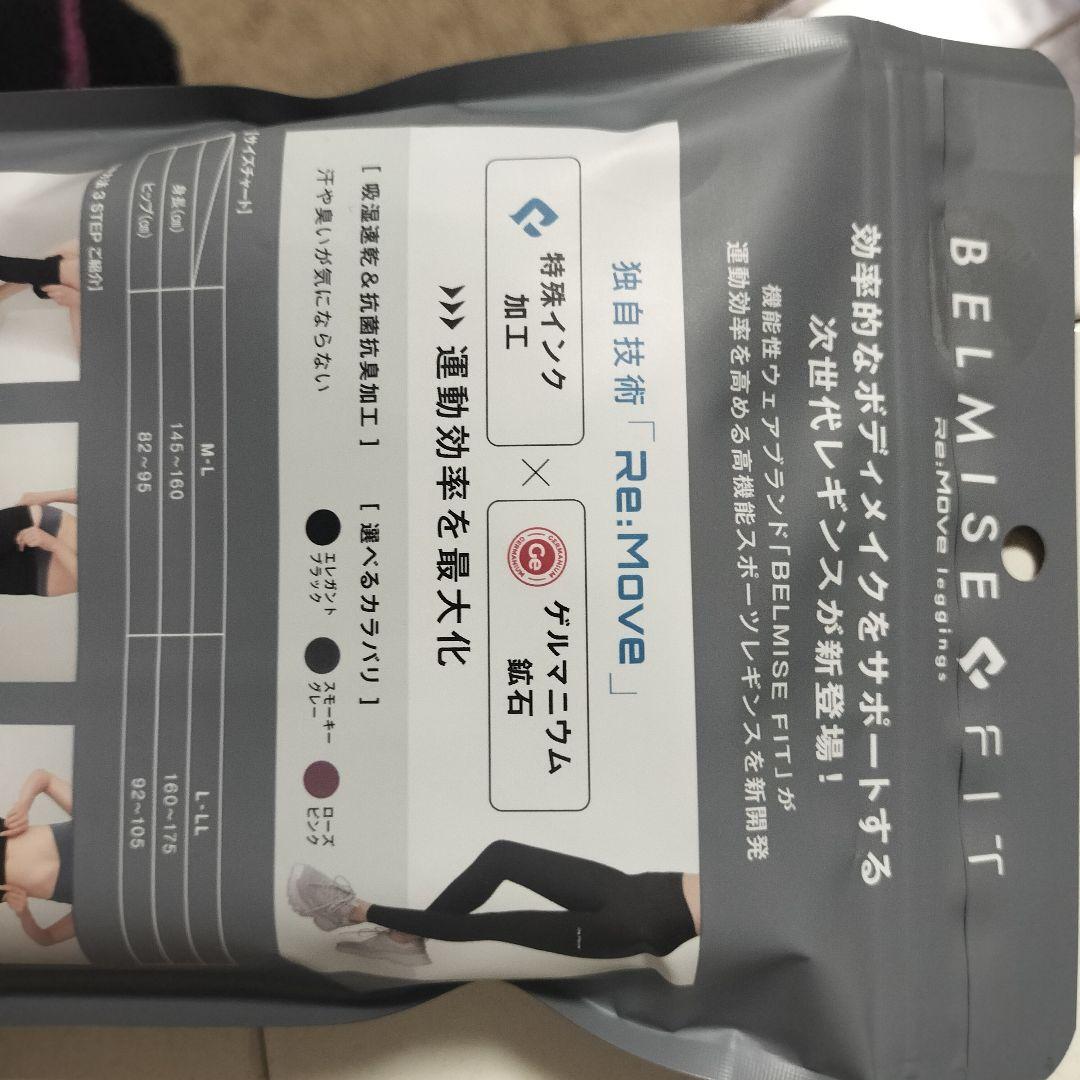 BELMISE FIT
Re:Move leggings
効率的なボディメイクをサポートする
次世代レギンスが新登場!
機能性ウェアブランド「BELMISE FIT」が
運動効率を高める高機能スポーツレギンスを新開発
独自技術「Re:Move」
特殊インク
加工
×
GERMANIUM
Ge
GERMANIUM
ゲルマニウム
鉱石
運動効率を最大化
[ 吸湿速乾&抗菌抗臭加工 ]
汗や臭いが気にならない
[ 選べるカラバリ ]
エレガント
ブラック
スモーキー
グレー
ローズ
ピンク
[サイズチャート]
M-L L-LL
身長(㎝) 145~160 160~175
ヒップ(㎝) 82~95 92~105
3 STEP ご紹介]